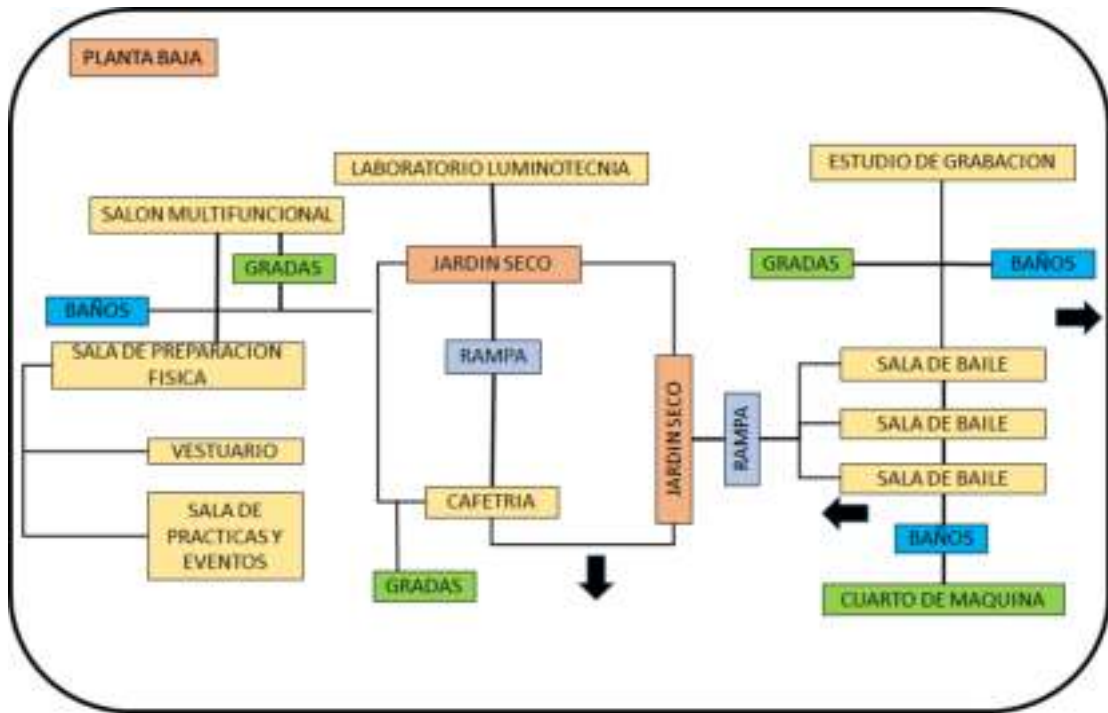 PLANTA BAJA
LABORATORIO LUMINOTECNIA
ESTUDIO DE GRABACION
SALON MULTIFUNCIONAL
GRADAS
JARDIN SECO
GRADAS
BAÑOS
BAÑOS
SALA DE PREPARACION
FISICA
RAMPA
SALA DE BAILE
JARDIN SECO
RAMPA
SALA DE BAILE
VESTUARIO
SALA DE BAILE
CAFETRIA
SALA DE
PRACTICAS Y
EVENTOS
BAÑOS
GRADAS
CUARTO DE MAQUINA